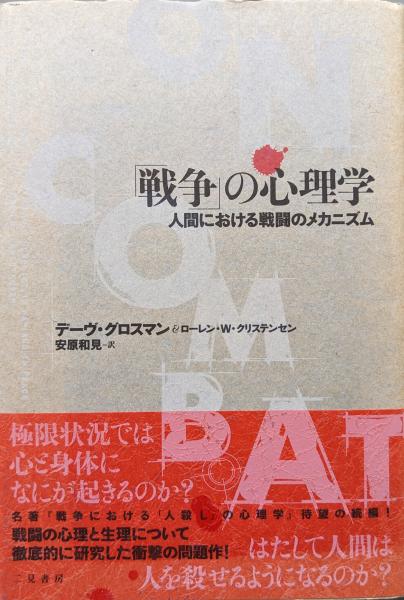 ON
COMBAT
「戦争」の心理学
人間における戦闘のメカニズム
デーヴ・グロスマン&ローレン・W・クリステンセン
安原和見―訳
極限状況では
心と身体に
なにが起きるのか?
名著『戦争における「人殺し」の心理学』待望の続編!
戦闘の心理と生理について
徹底的に研究した衝撃の問題作!
はたして人間は
人を殺せるようになるのか?
二見書房